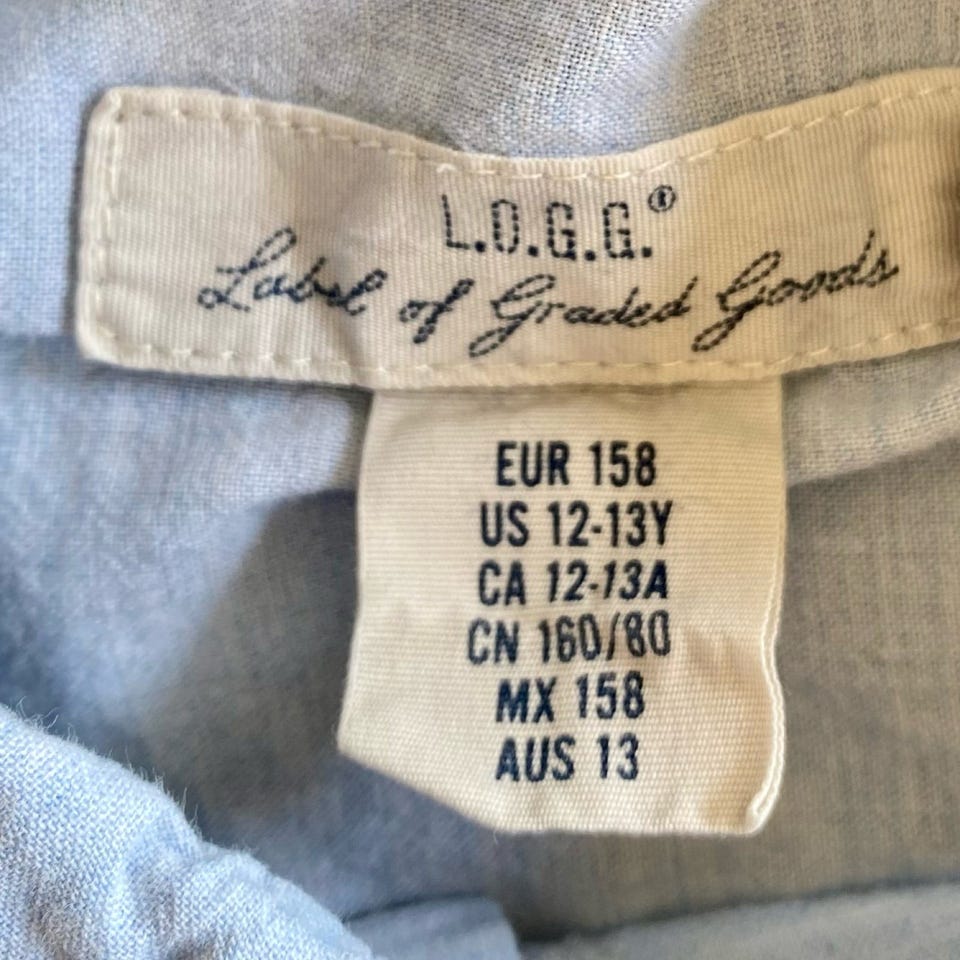 L.O.G.G.®
Label of Graded Goods
EUR 158
US 12-13Y
CA 12-13A
CN 160/80
MX 158
AUS 13